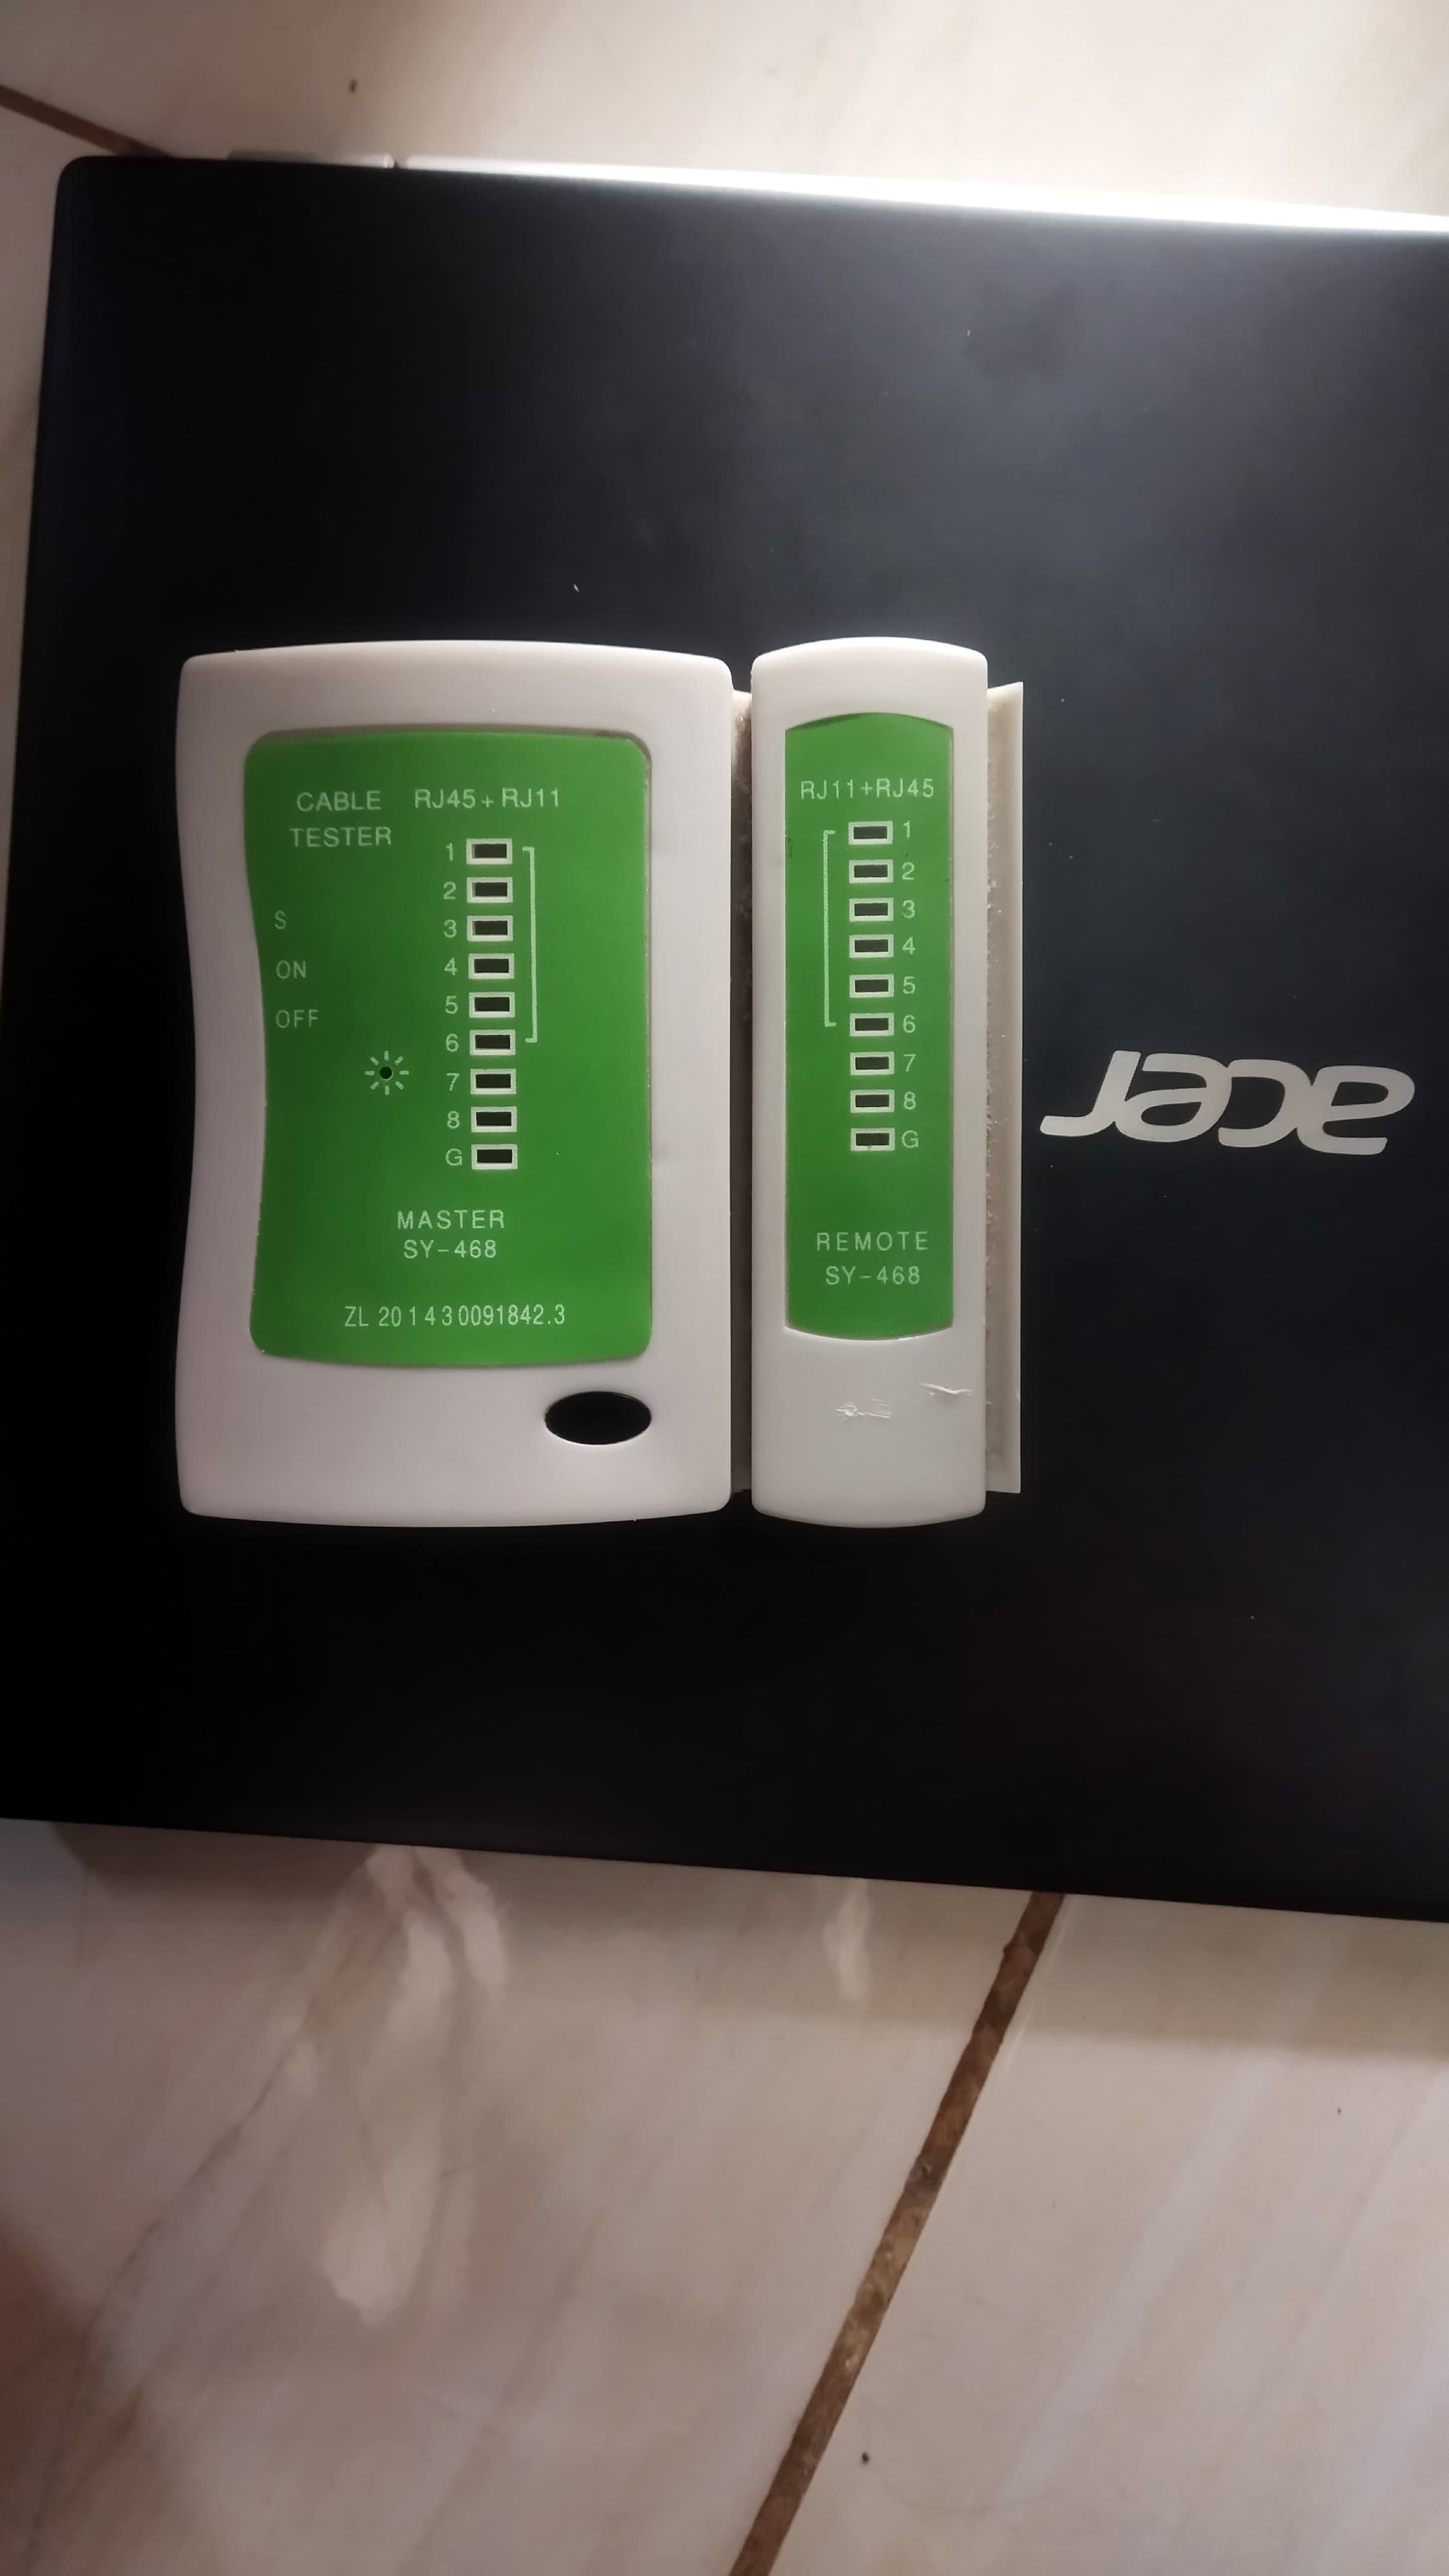 CABLE TESTER
RJ45+RJ11
1
2
3
4
5
6
7
8
G
S
ON
OFF
MASTER
SY-468
ZL 201430091842.3
RJ11+RJ45
1
2
3
4
5
6
7
8
G
REMOTE
SY-468
acer